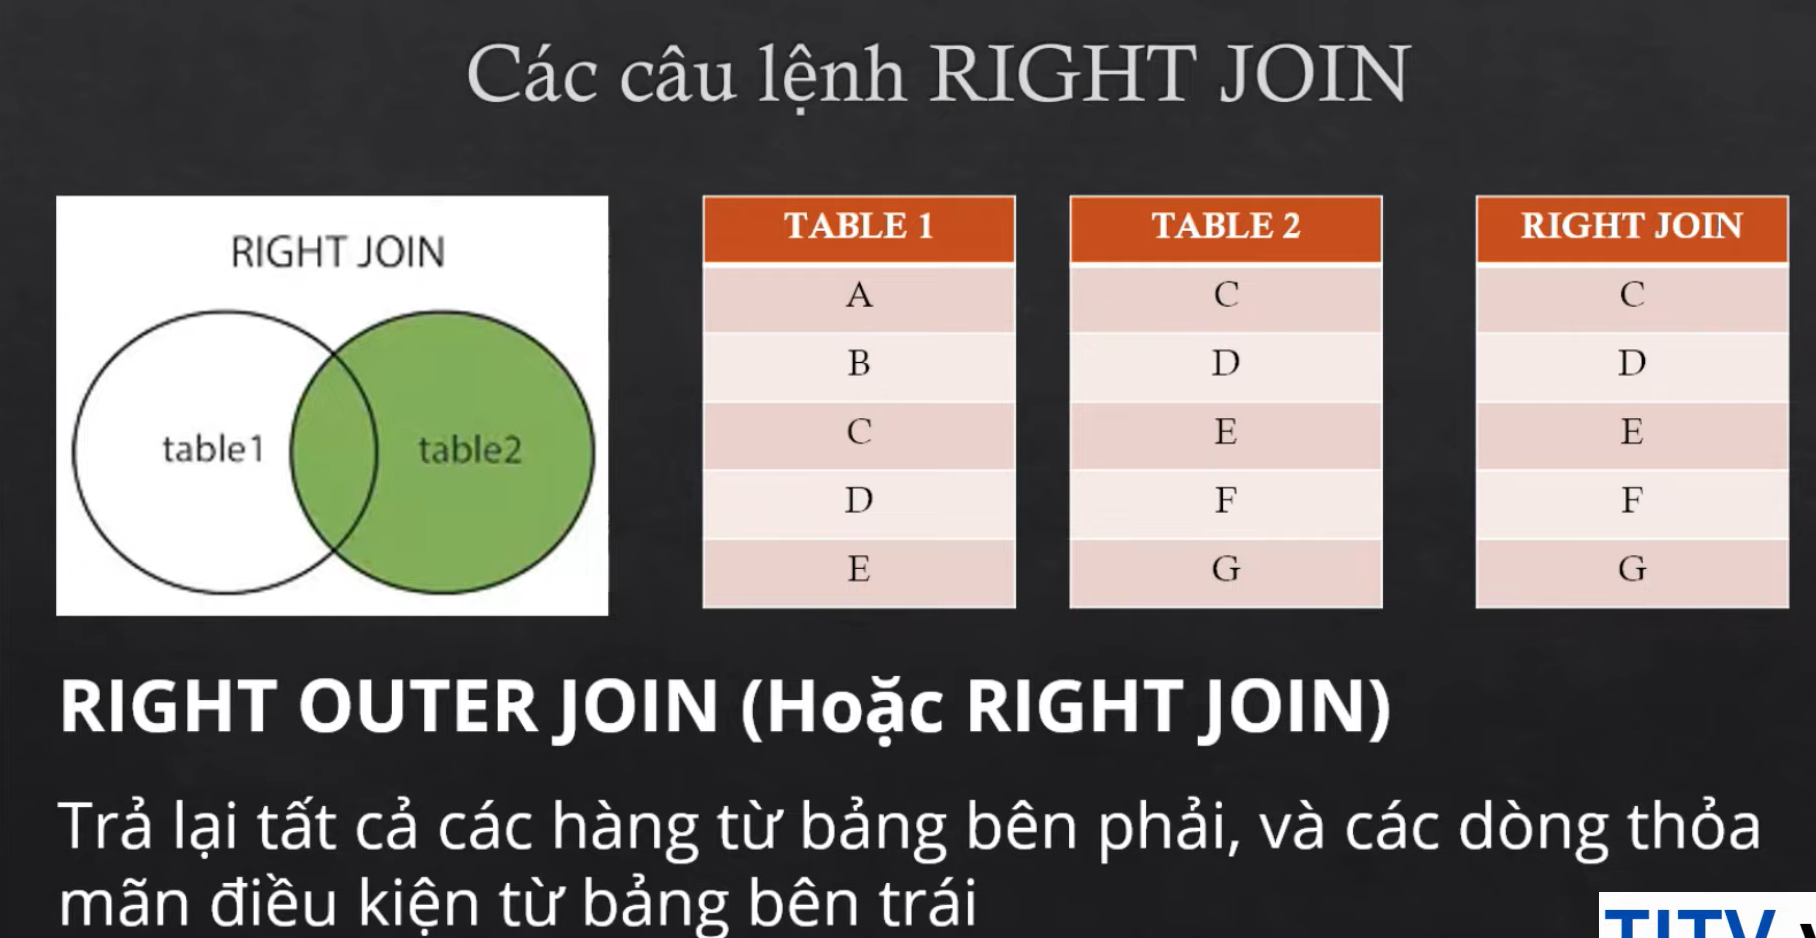 Các câu lệnh RIGHT JOIN
RIGHT JOIN
table1
table2
TABLE 1
A
B
C
D
E
TABLE 2
C
D
E
F
G
RIGHT JOIN
C
D
E
F
G
RIGHT OUTER JOIN (Hoặc RIGHT JOIN)
Trả lại tất cả các hàng từ bảng bên phải, và các dòng thỏa
mãn điều kiện từ bảng bên trái